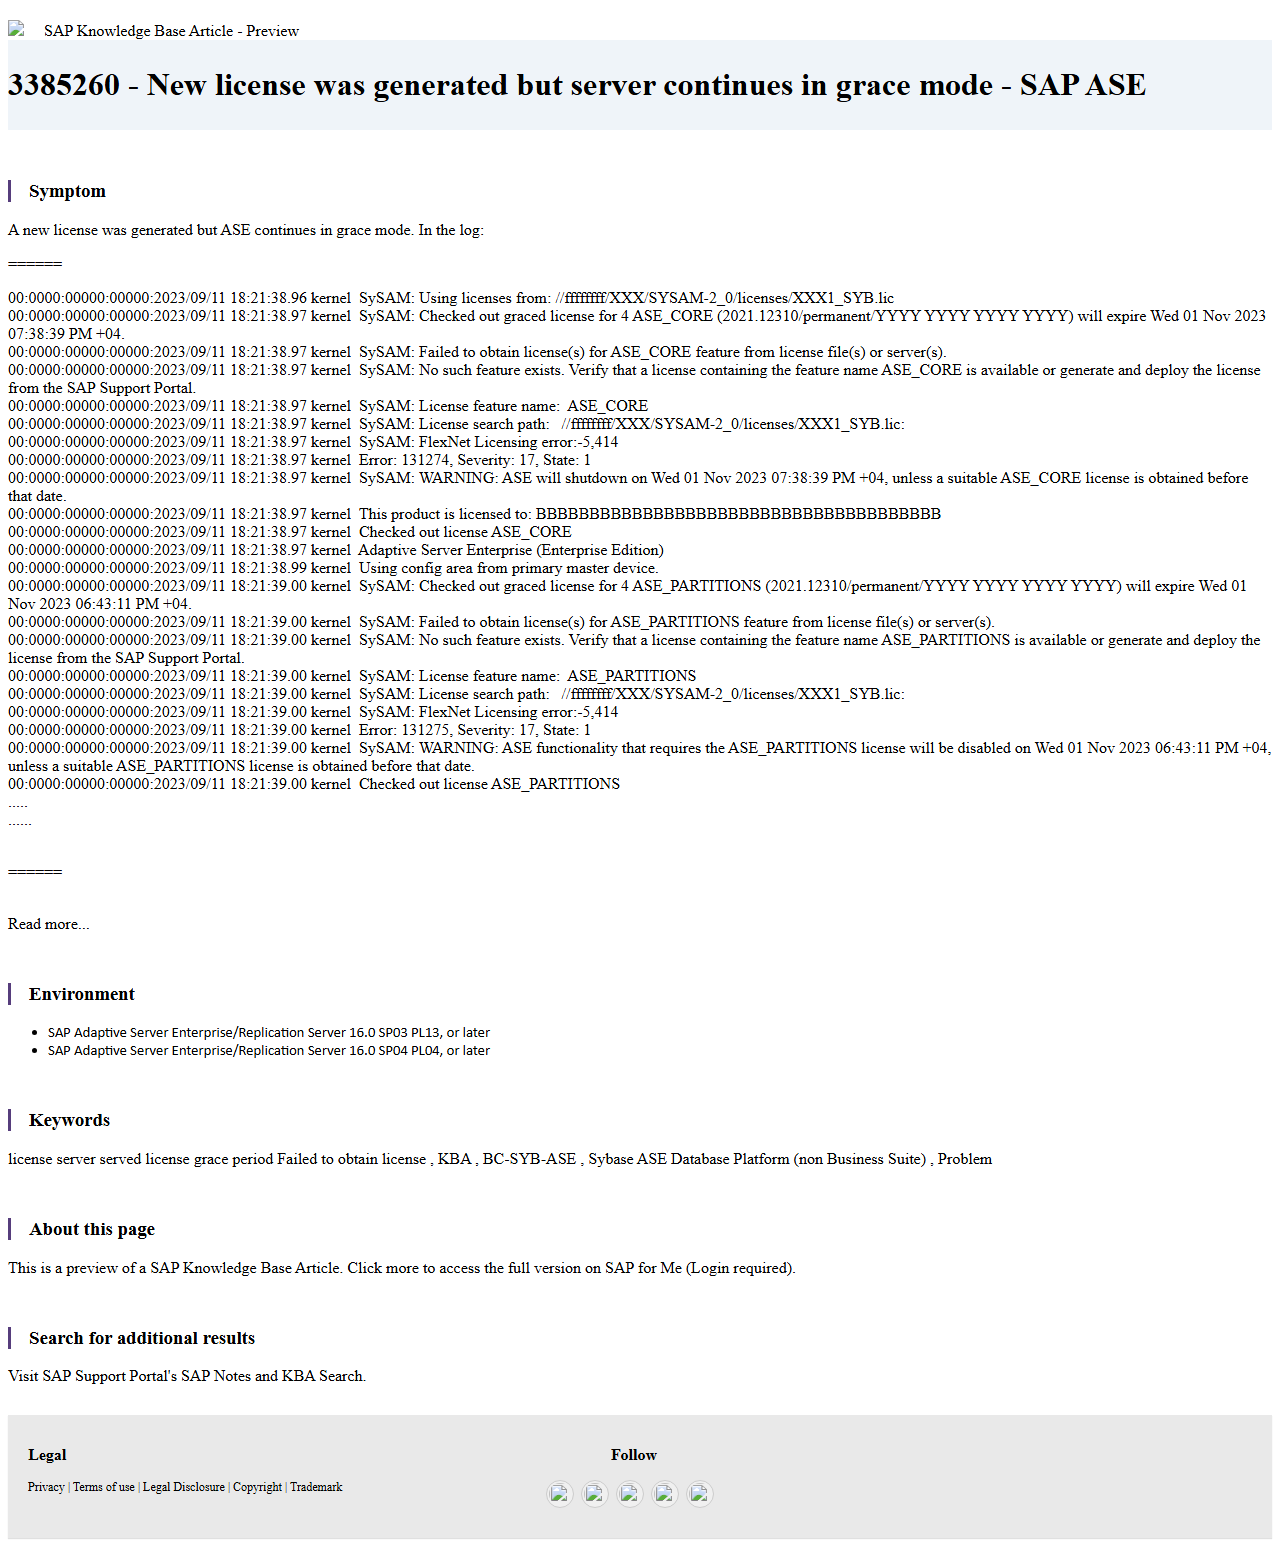 SAP Knowledge Base Article - Preview
3385260 - New license was generated but server continues in grace mode - SAP ASE
Symptom
A new license was generated but ASE continues in grace mode. In the log:
======
00:0000:00000:00000:2023/09/11 18:21:38.96 kernel  SySAM: Using licenses from: //ffffffff/XXX/SYSAM-2_0/licenses/XXX1_SYB.lic
00:0000:00000:00000:2023/09/11 18:21:38.97 kernel  SySAM: Checked out graced license for 4 ASE_CORE (2021.12310/permanent/YYYY YYYY YYYY YYYY) will expire Wed 01 Nov 2023
07:38:39 PM +04.
00:0000:00000:00000:2023/09/11 18:21:38.97 kernel  SySAM: Failed to obtain license(s) for ASE_CORE feature from license file(s) or server(s).
00:0000:00000:00000:2023/09/11 18:21:38.97 kernel  SySAM: No such feature exists. Verify that a license containing the feature name ASE_CORE is available or generate and deploy the license
from the SAP Support Portal.
00:0000:00000:00000:2023/09/11 18:21:38.97 kernel  SySAM: License feature name:  ASE_CORE
00:0000:00000:00000:2023/09/11 18:21:38.97 kernel  SySAM: License search path:   //ffffffff/XXX/SYSAM-2_0/licenses/XXX1_SYB.lic:
00:0000:00000:00000:2023/09/11 18:21:38.97 kernel  SySAM: FlexNet Licensing error:-5,414
00:0000:00000:00000:2023/09/11 18:21:38.97 kernel  Error: 131274, Severity: 17, State: 1
00:0000:00000:00000:2023/09/11 18:21:38.97 kernel  SySAM: WARNING: ASE will shutdown on Wed 01 Nov 2023 07:38:39 PM +04, unless a suitable ASE_CORE license is obtained before
that date.
00:0000:00000:00000:2023/09/11 18:21:38.97 kernel  This product is licensed to: BBBBBBBBBBBBBBBBBBBBBBBBBBBBBBBBBBBBBB
00:0000:00000:00000:2023/09/11 18:21:38.97 kernel  Checked out license ASE_CORE
00:0000:00000:00000:2023/09/11 18:21:38.97 kernel  Adaptive Server Enterprise (Enterprise Edition)
00:0000:00000:00000:2023/09/11 18:21:38.99 kernel  Using config area from primary master device.
00:0000:00000:00000:2023/09/11 18:21:39.00 kernel  SySAM: Checked out graced license for 4 ASE_PARTITIONS (2021.12310/permanent/YYYY YYYY YYYY YYYY) will expire Wed 01
Nov 2023 06:43:11 PM +04.
00:0000:00000:00000:2023/09/11 18:21:39.00 kernel  SySAM: Failed to obtain license(s) for ASE_PARTITIONS feature from license file(s) or server(s).
00:0000:00000:00000:2023/09/11 18:21:39.00 kernel  SySAM: No such feature exists. Verify that a license containing the feature name ASE_PARTITIONS is available or generate and deploy the
license from the SAP Support Portal.
00:0000:00000:00000:2023/09/11 18:21:39.00 kernel  SySAM: License feature name:  ASE_PARTITIONS
00:0000:00000:00000:2023/09/11 18:21:39.00 kernel  SySAM: License search path:   //ffffffff/XXX/SYSAM-2_0/licenses/XXX1_SYB.lic:
00:0000:00000:00000:2023/09/11 18:21:39.00 kernel  SySAM: FlexNet Licensing error:-5,414
00:0000:00000:00000:2023/09/11 18:21:39.00 kernel  Error: 131275, Severity: 17, State: 1
00:0000:00000:00000:2023/09/11 18:21:39.00 kernel  SySAM: WARNING: ASE functionality that requires the ASE_PARTITIONS license will be disabled on Wed 01 Nov 2023 06:43:11 PM +04,
unless a suitable ASE_PARTITIONS license is obtained before that date.
00:0000:00000:00000:2023/09/11 18:21:39.00 kernel  Checked out license ASE_PARTITIONS
.....
......
======
Read more...
Environment
• SAP Adaptive Server Enterprise/Replication Server 16.0 SP03 PL13, or later
• SAP Adaptive Server Enterprise/Replication Server 16.0 SP04 PL04, or later
Keywords
license server served license grace period Failed to obtain license , KBA , BC-SYB-ASE , Sybase ASE Database Platform (non Business Suite) , Problem
About this page
This is a preview of a SAP Knowledge Base Article. Click more to access the full version on SAP for Me (Login required).
Search for additional results
Visit SAP Support Portal's SAP Notes and KBA Search.
Legal
Privacy | Terms of use | Legal Disclosure | Copyright | Trademark
Follow